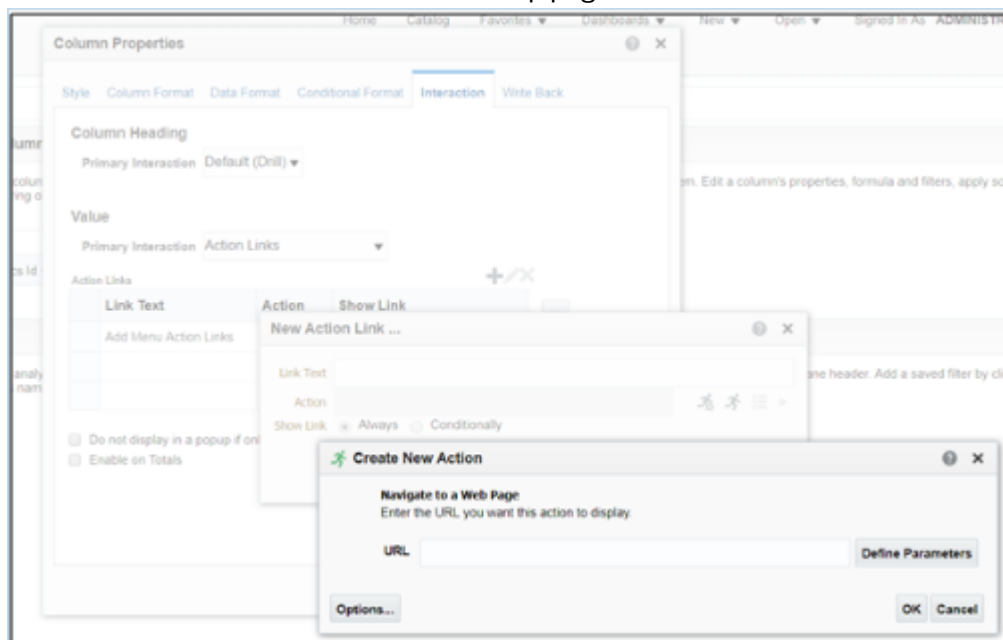 Home Catalog Favorites Dashboards New Open Signed In As ADMINISTR
Column Properties
Style Column Format Data Format Conditional Format Interaction Write Back
Column Heading
Primary Interaction Default (Drill)
em. Edit a column's properties, formula and filters, apply so
Value
Primary Interaction Action Links
cs Id
Action Links
Link Text Action Show Link
Add Menu Action Links
New Action Link ...
Link Text
ane header. Add a saved filter by cli
Action
Show Link Always Conditionally
Do not display in a popup if onl
Enable on Totals
Create New Action
Navigate to a Web Page
Enter the URL you want this action to display.
URL Define Parameters
Options... OK Cancel